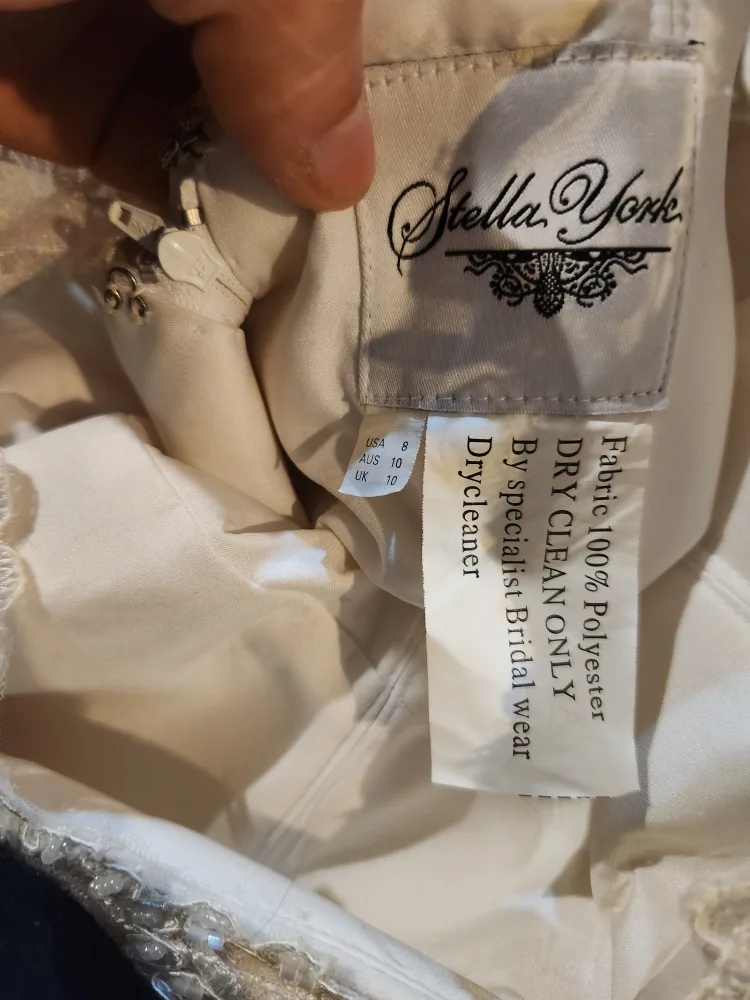 Stella York
USA 8
AUS 10
UK 10
Fabric 100% Polyester
DRY CLEAN ONLY
By specialist Bridal wear
Drycleaner